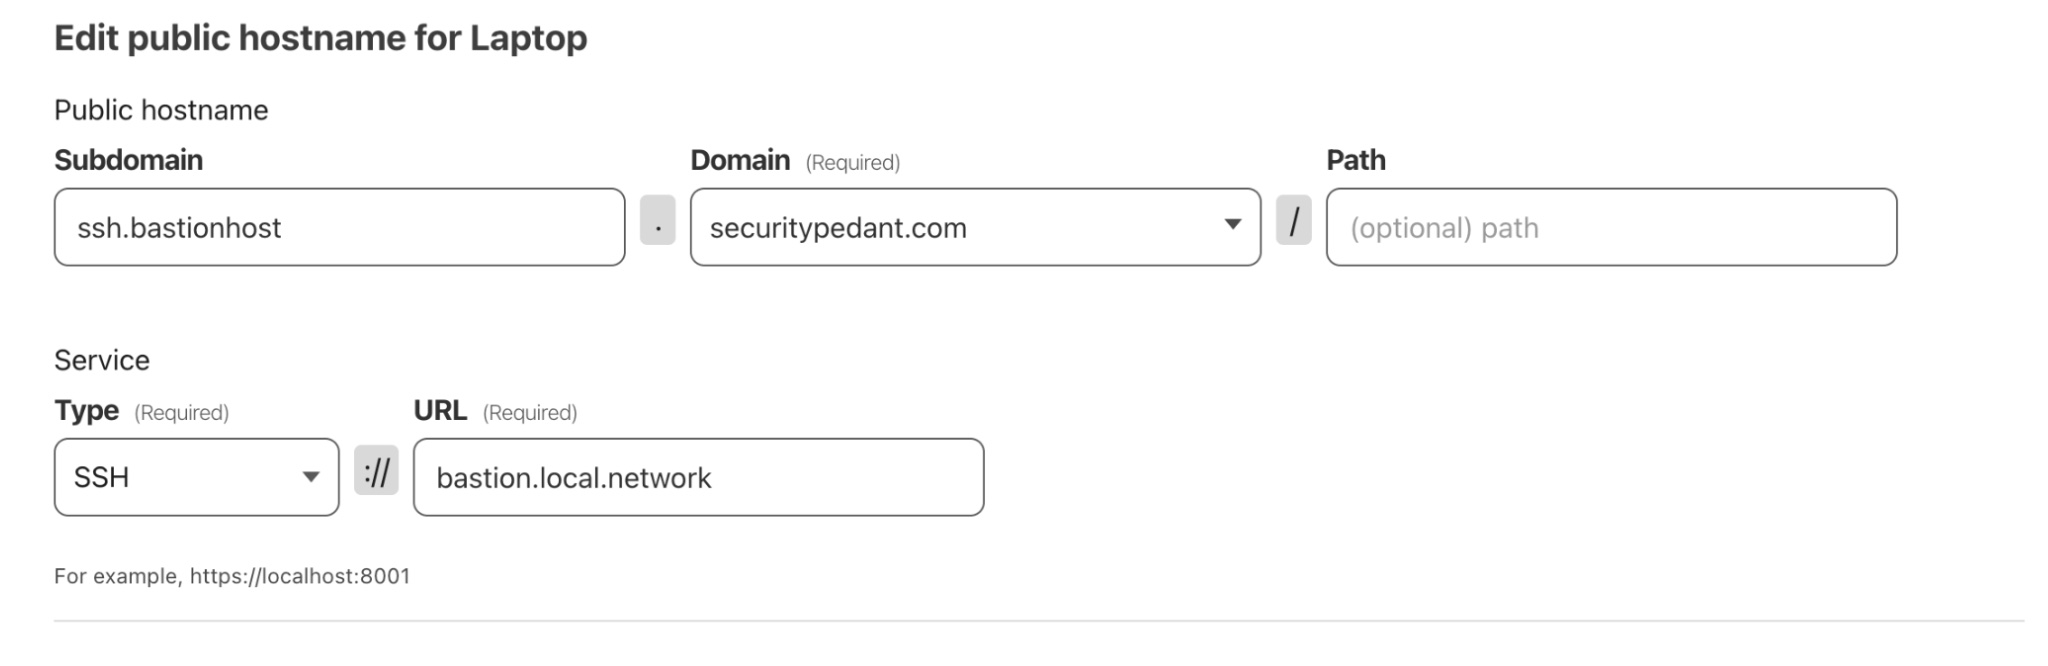 Edit public hostname for Laptop
Public hostname
Subdomain Domain (Required) Path
ssh.bastionhost . securitypedant.com / (optional) path
Service
Type (Required) URL (Required)
SSH :// bastion.local.network
For example, https://localhost:8001